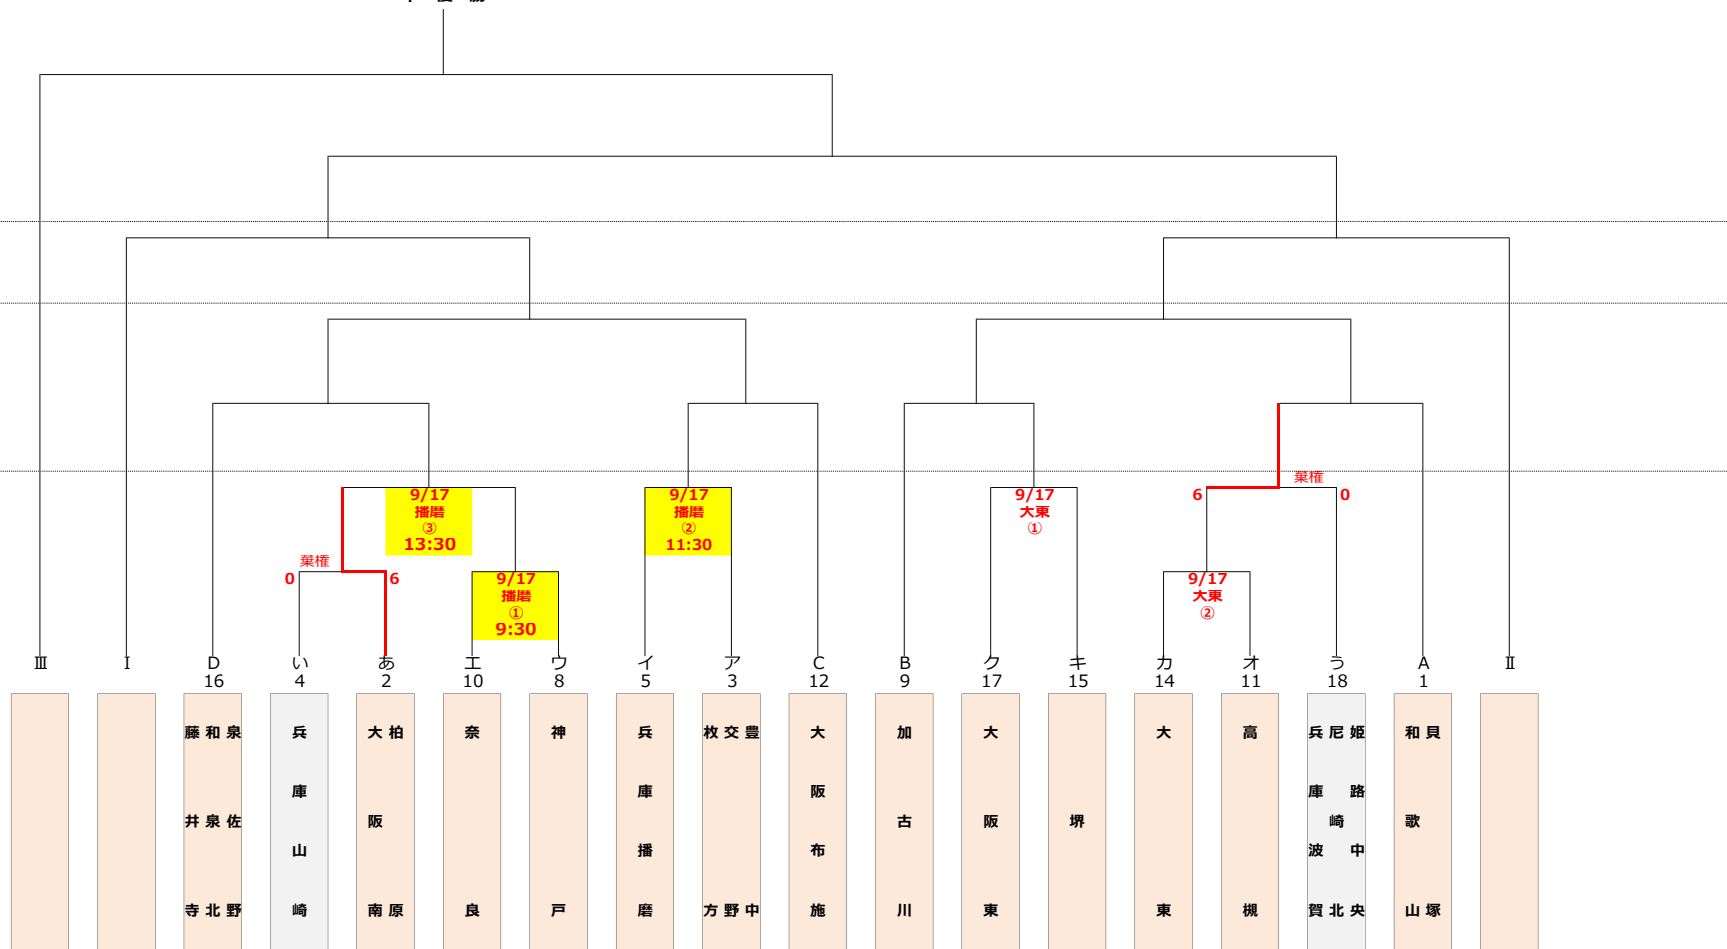 棄権
6
0
9/17
播磨
③
13:30
9/17
播磨
②
11:30
9/17
大東
①
棄権
0
6
9/17
播磨
①
9:30
9/17
大東
②
Ⅲ
Ⅰ
D
い
あ
エ
ウ
イ
ア
C
B
ク
キ
カ
オ
う
A
Ⅱ
16
4
2
10
8
5
3
12
9
17
15
14
11
18
1
泉佐野
和泉北
藤井寺
兵庫山崎
柏原
大阪南
奈良
神戸
兵庫播磨
豊中
交野
枚方
大阪布施
加古川
大阪東
堺
大東
高槻
姫路中央
尼崎北
兵庫波賀
貝塚
和歌山